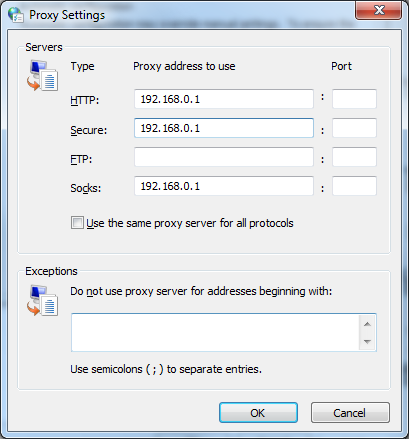 Proxy Settings
Servers
Type Proxy address to use Port
HTTP: 192.168.0.1 :
Secure: 192.168.0.1 :
FTP: :
Socks: 192.168.0.1 :
Use the same proxy server for all protocols
Exceptions
Do not use proxy server for addresses beginning with:
Use semicolons ( ; ) to separate entries.
OK Cancel